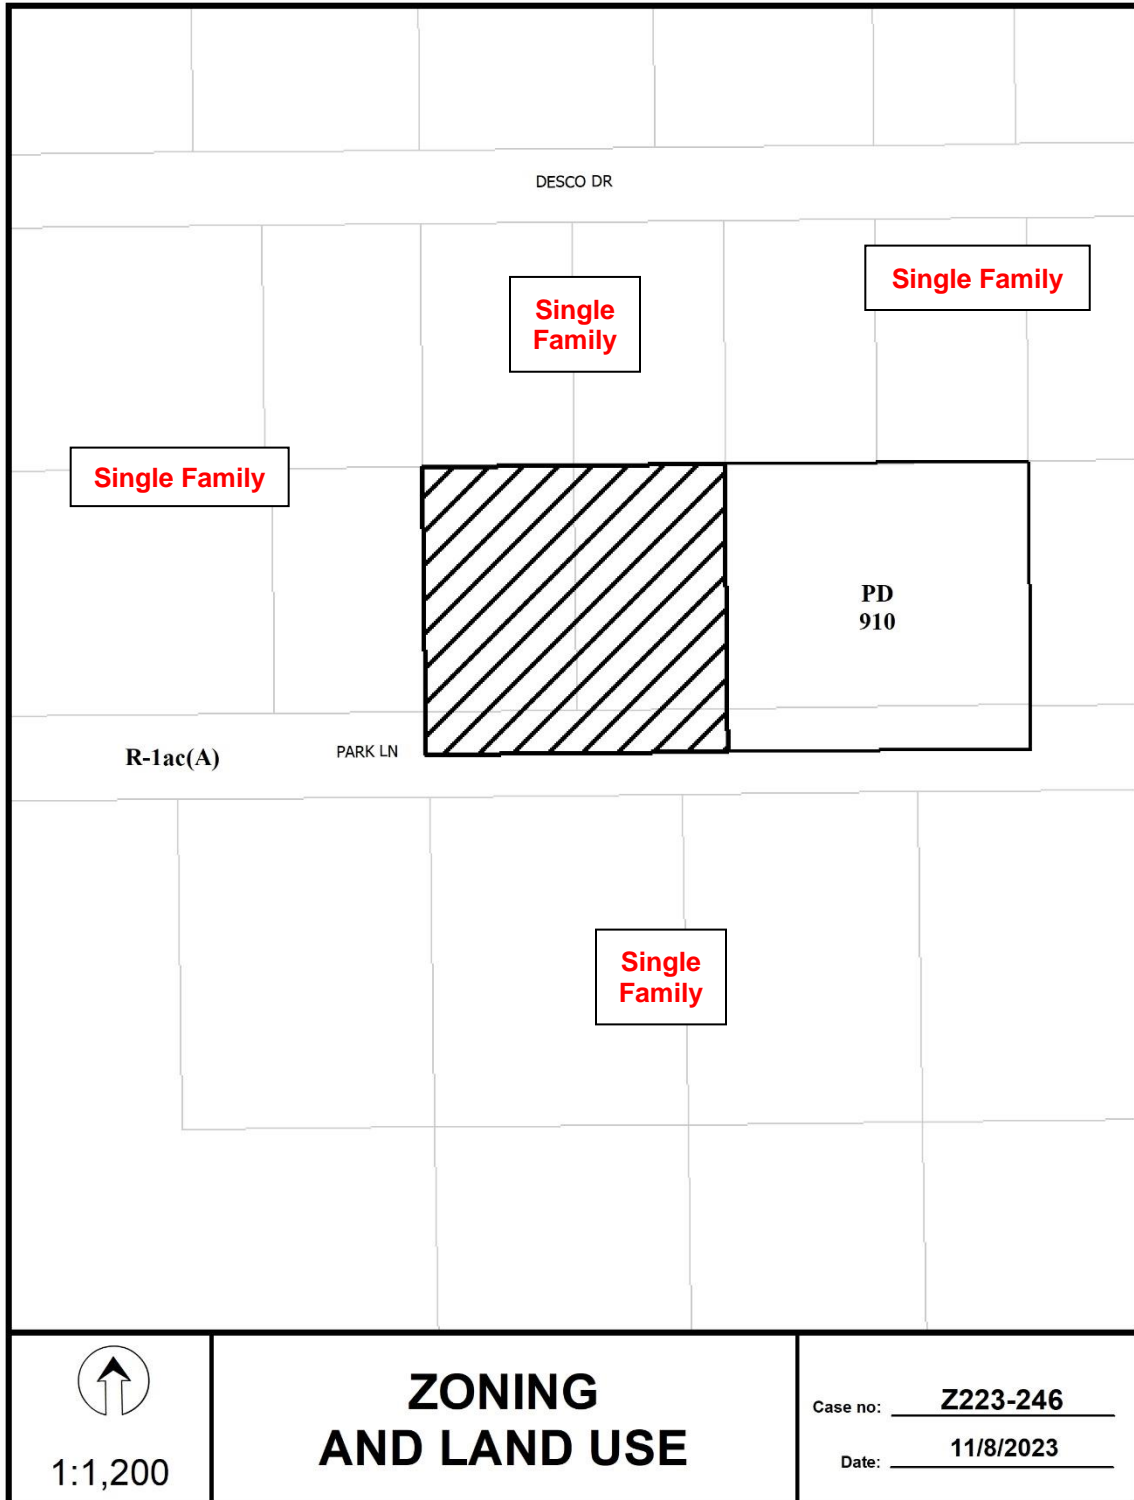 DESCO DR
Single Family
Single
Family
Single Family
PD
910
R-1ac(A)
PARK LN
Single
Family
1:1,200
ZONING
AND LAND USE
Case no: Z223-246
Date: 11/8/2023